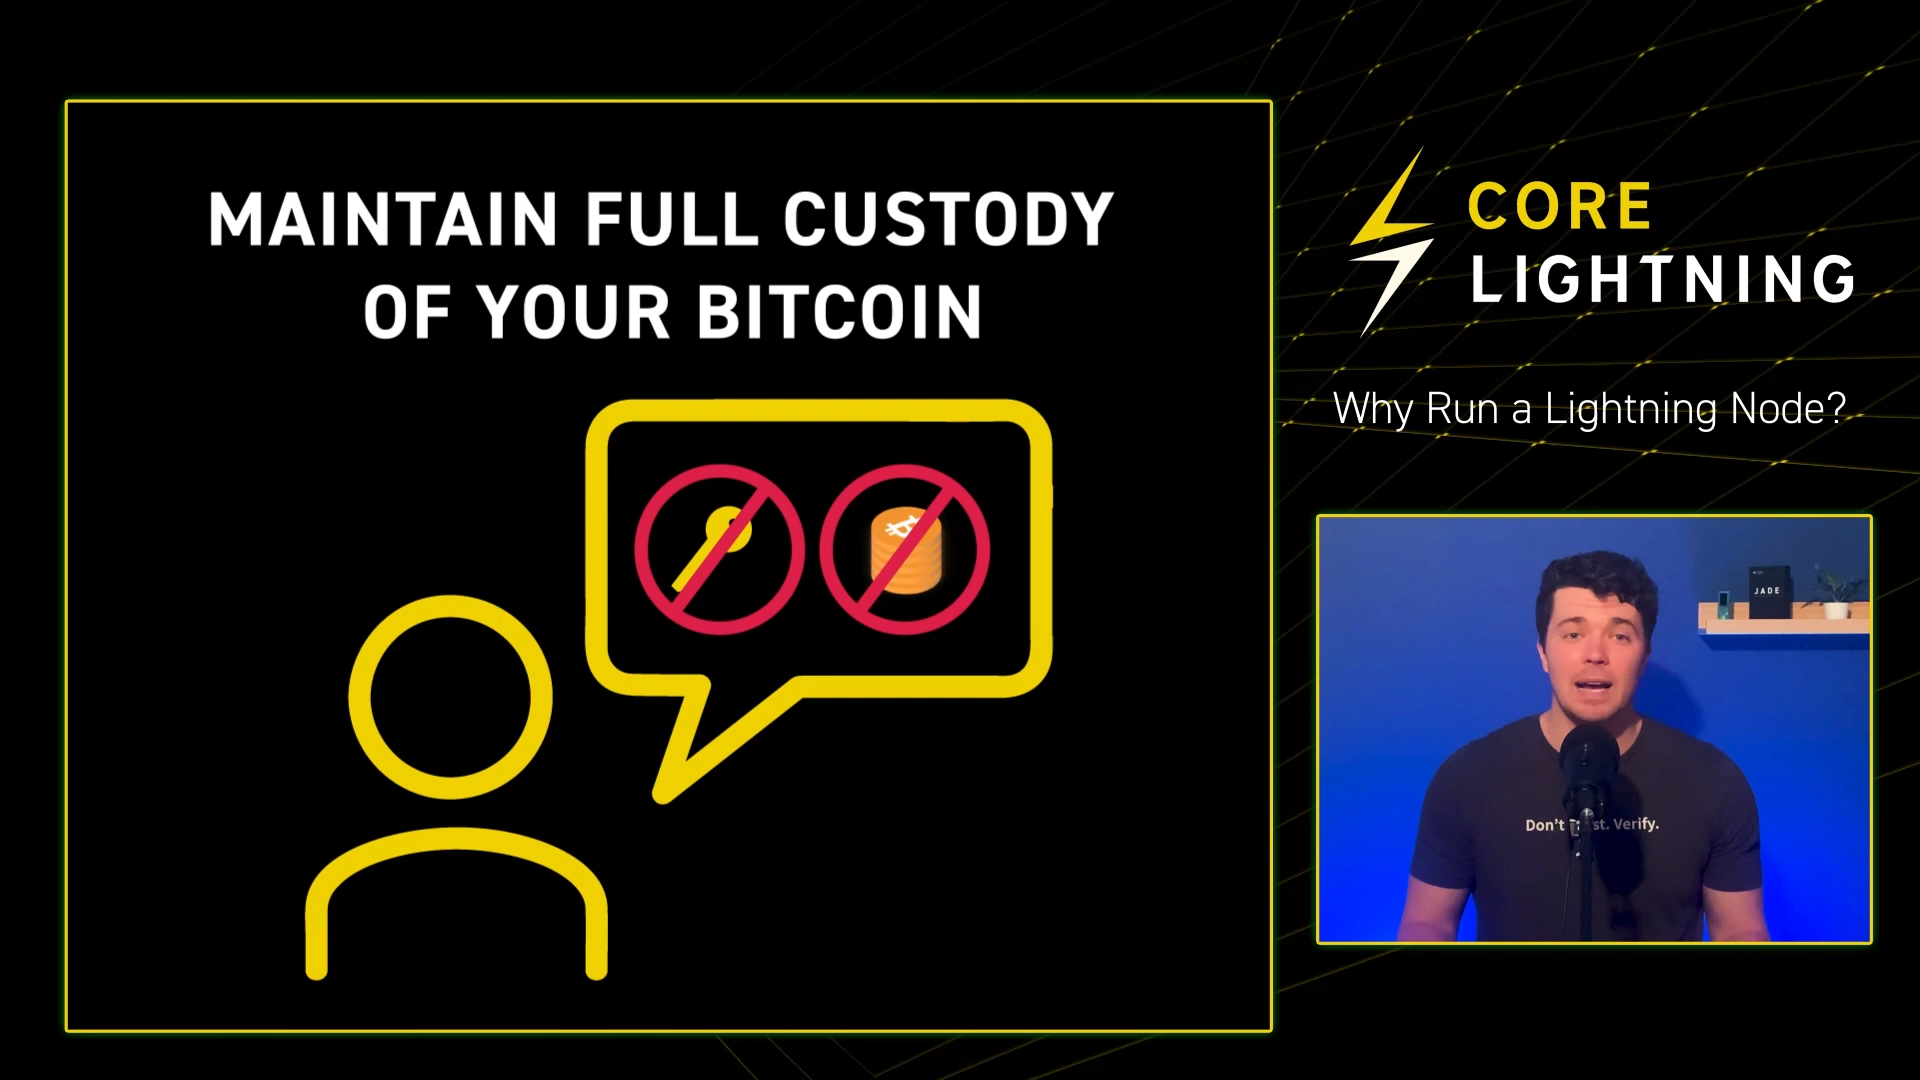 MAINTAIN FULL CUSTODY
OF YOUR BITCOIN
CORE
LIGHTNING
Why Run a Lightning Node?
JADE
Don't st. Verify.